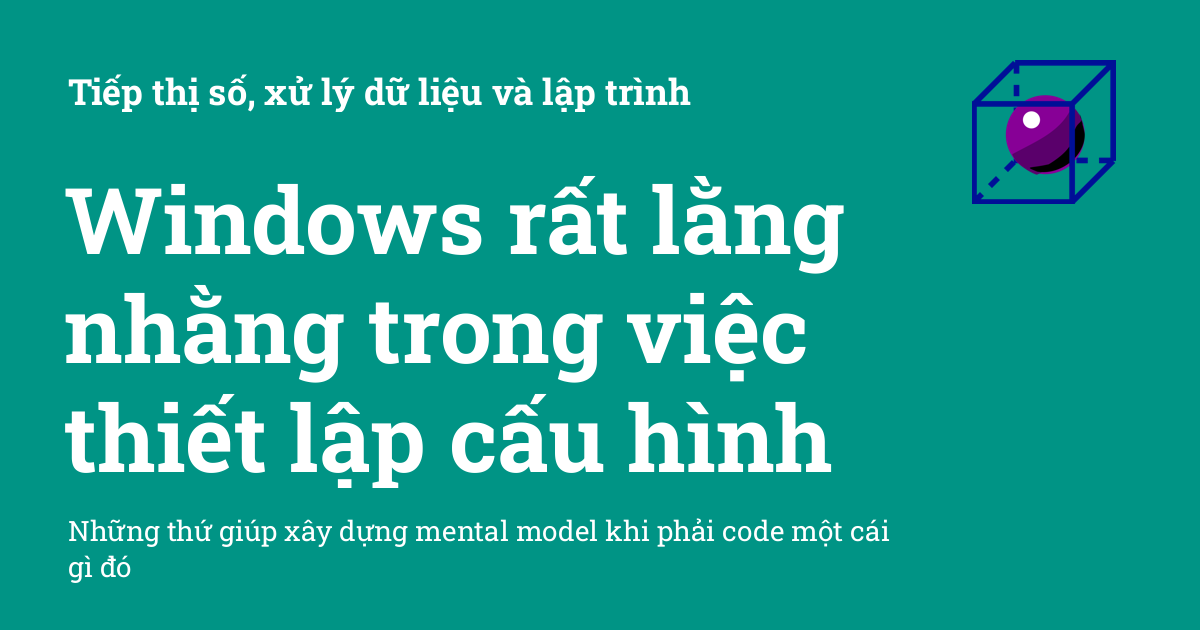 Tiếp thị số, xử lý dữ liệu và lập trình
Windows rất lằng
nhằng trong việc
thiết lập cấu hình
Những thứ giúp xây dựng mental model khi phải code một cái
gì đó